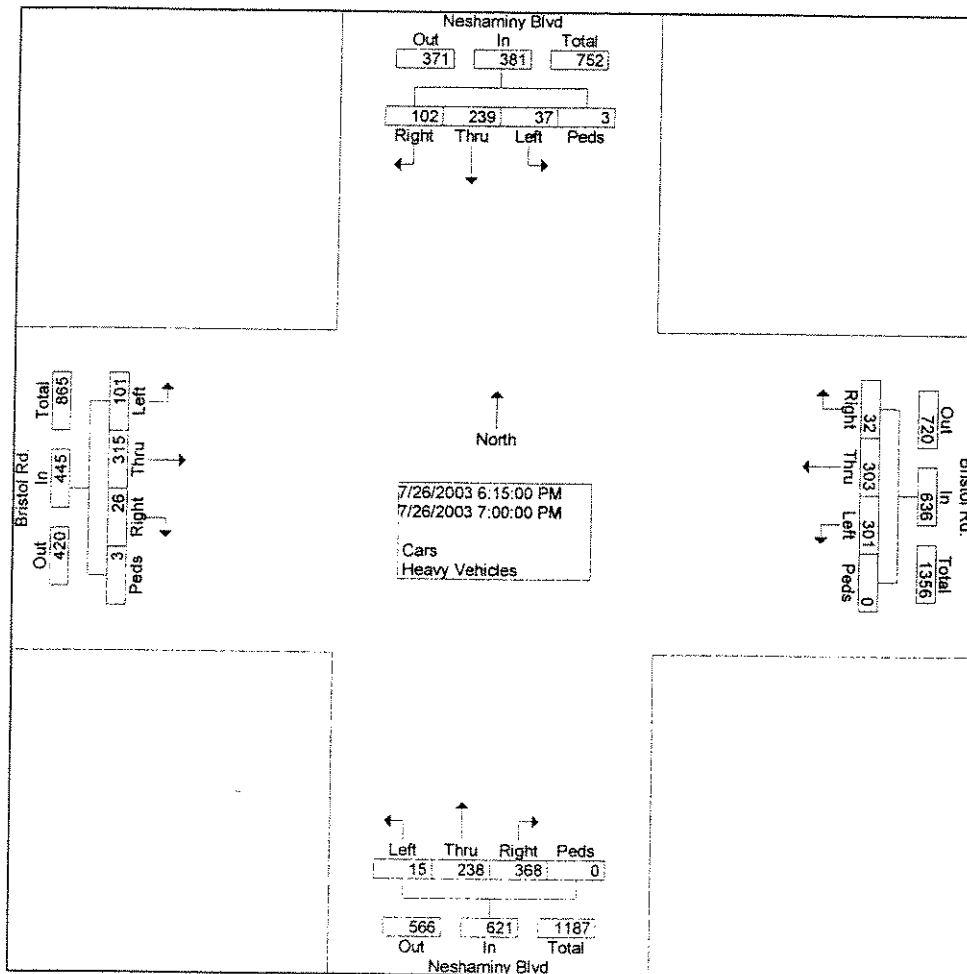 Neshaminy Blvd
Out In Total
371 381 752
102 239 37 3
Right Thru Left Peds
Bristol Rd.
Total In Out
865 445 420
101 315 26 3
Left Thru Right Peds
North
7/26/2003 6:15:00 PM
7/26/2003 7:00:00 PM
Cars
Heavy Vehicles
Right Thru Left Peds
32 303 301 0
Out In Total
720 636 1356
Bristol Rd.
Left Thru Right Peds
15 238 368 0
566 621 1187
Out In Total
Neshaminy Blvd